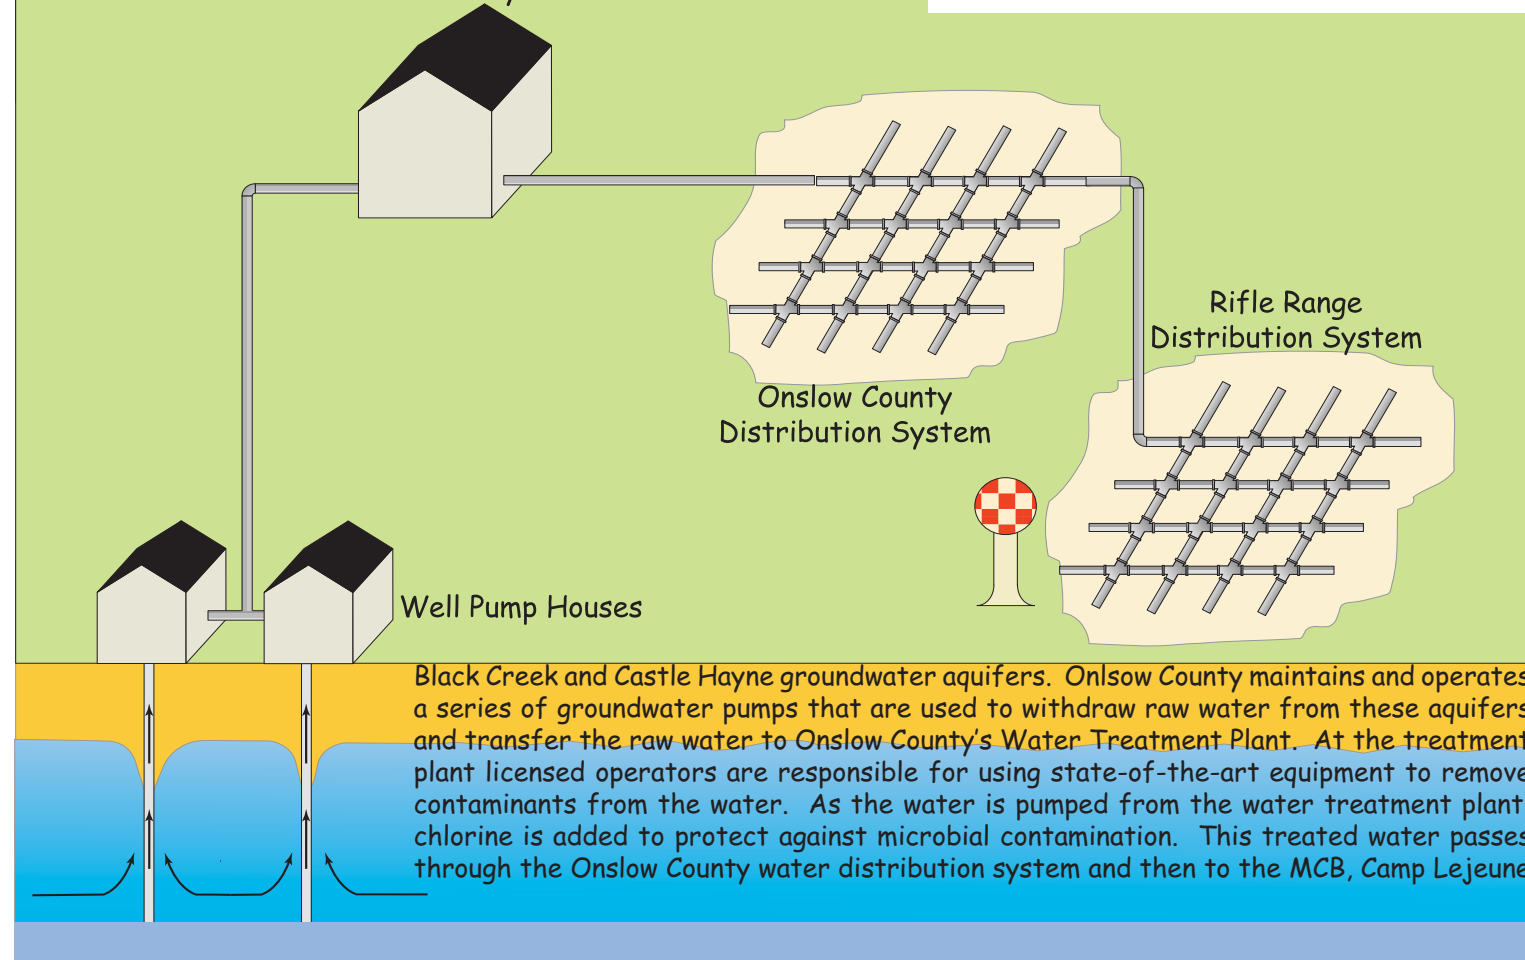 Rifle Range
Distribution System
Onslow County
Distribution System
Well Pump Houses
Black Creek and Castle Hayne groundwater aquifers. Onlsow County maintains and operates
a series of groundwater pumps that are used to withdraw raw water from these aquifers
and transfer the raw water to Onslow County's Water Treatment Plant. At the treatment
plant licensed operators are responsible for using state-of-the-art equipment to remove
contaminants from the water. As the water is pumped from the water treatment plant
chlorine is added to protect against microbial contamination. This treated water passes
through the Onslow County water distribution system and then to the MCB, Camp Lejeune